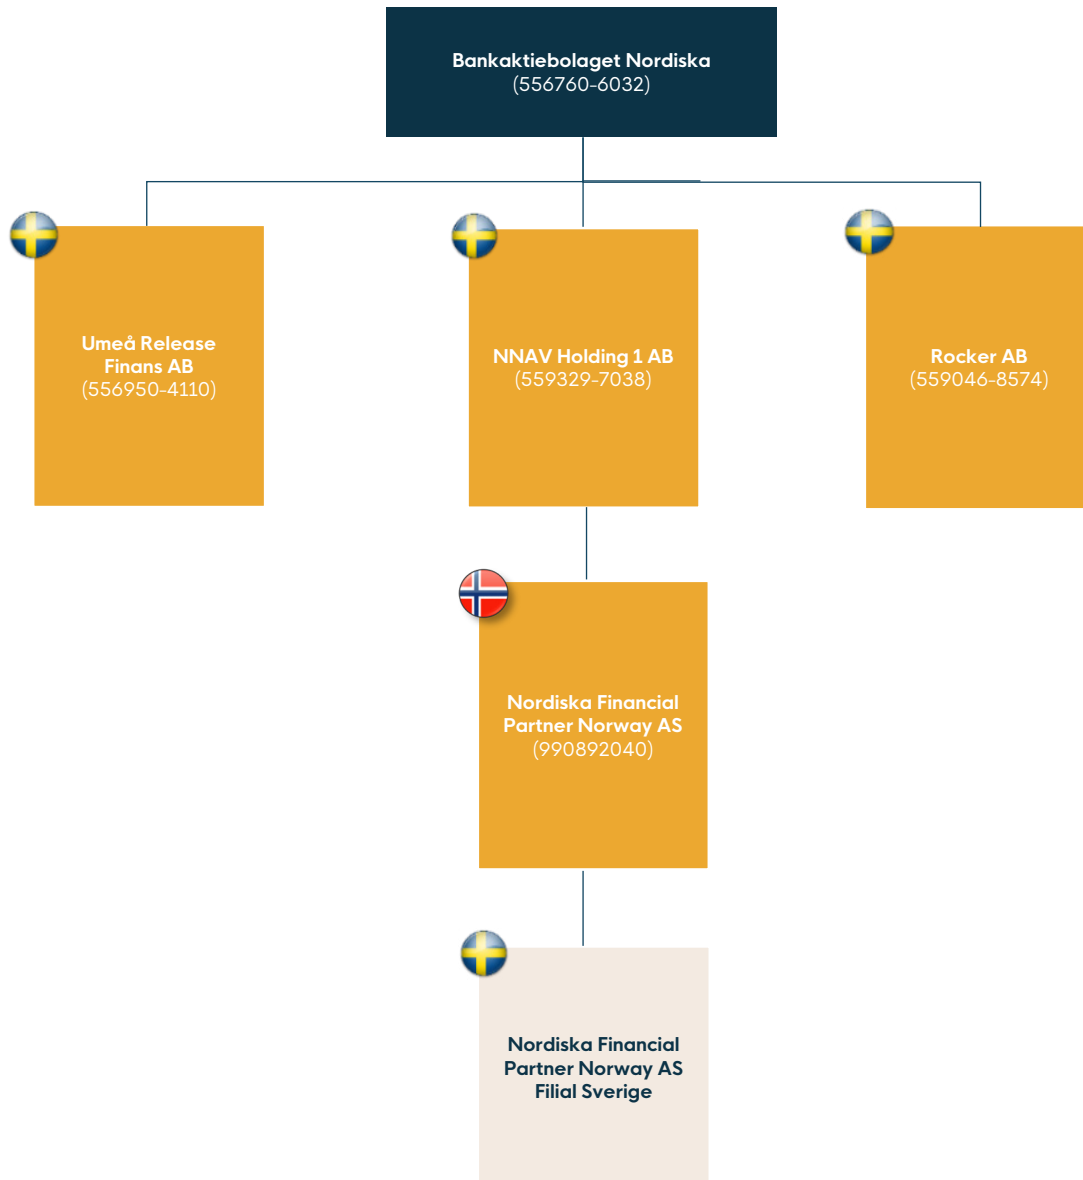 Bankaktiebolaget Nordiska
(556760-6032)
Umeå Release
Finans AB
(556950-4110)
NNAV Holding 1 AB
(559329-7038)
Rocker AB
(559046-8574)
Nordiska Financial
Partner Norway AS
(990892040)
Nordiska Financial
Partner Norway AS
Filial Sverige